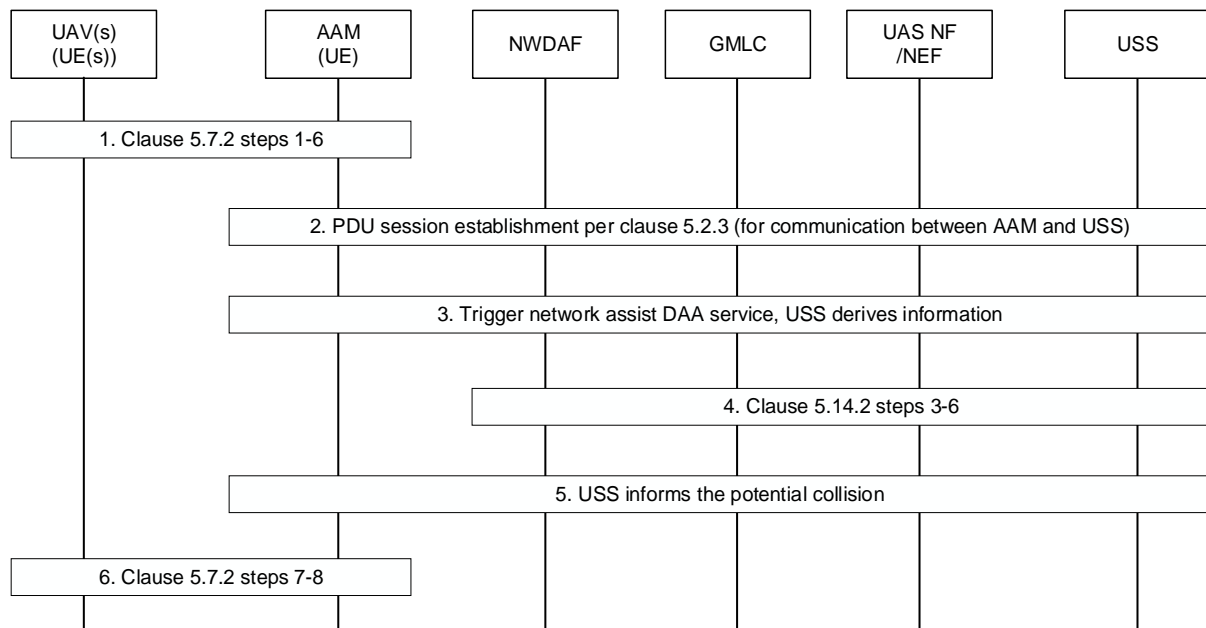 UAV(s)
(UE(s))
AAM
(UE)
NWDAF
GMLC
UAS NF
/NEF
USS
1. Clause 5.7.2 steps 1-6
2. PDU session establishment per clause 5.2.3 (for communication between AAM and USS)
3. Trigger network assist DAA service, USS derives information
4. Clause 5.14.2 steps 3-6
5. USS informs the potential collision
6. Clause 5.7.2 steps 7-8